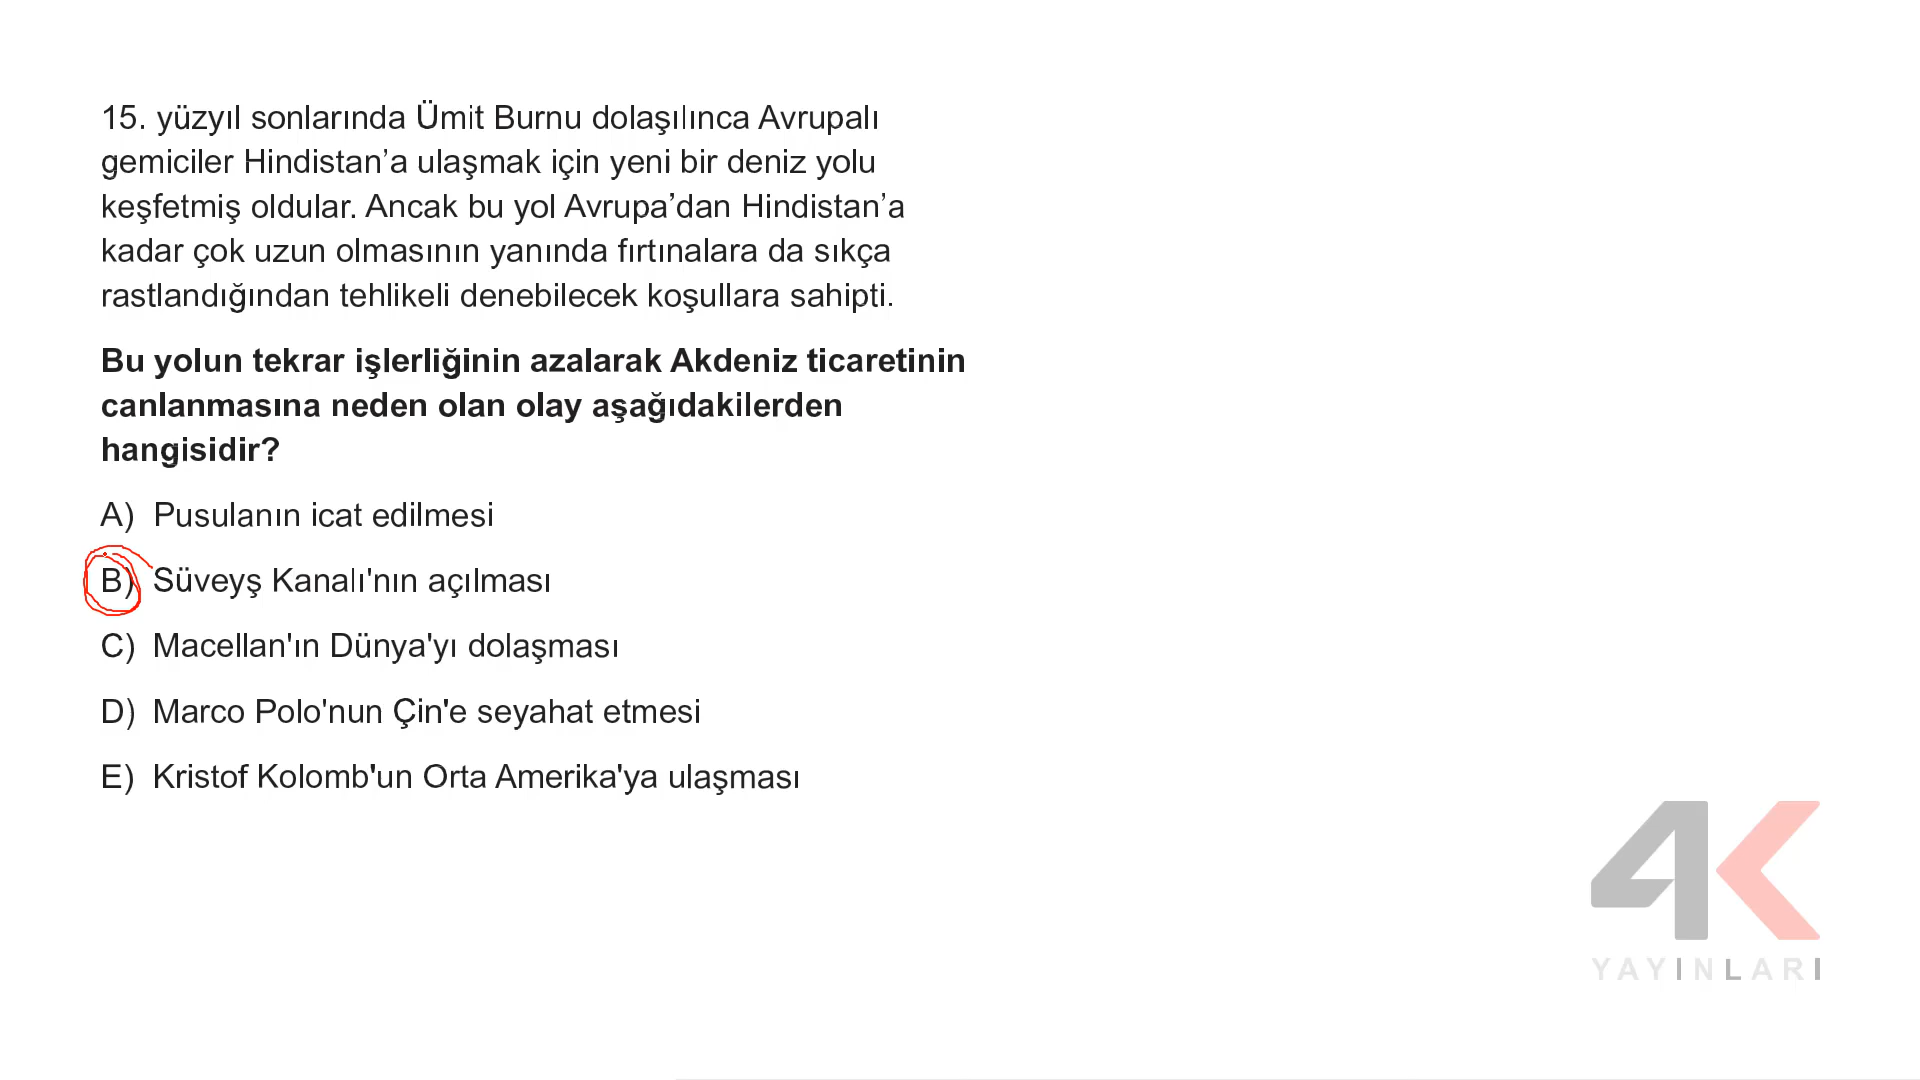 15. yüzyıl sonlarında Ümit Burnu dolaşılınca Avrupalı
gemiciler Hindistan’a ulaşmak için yeni bir deniz yolu
keşfetmiş oldular. Ancak bu yol Avrupa’dan Hindistan’a
kadar çok uzun olmasının yanında fırtınalara da sıkça
rastlandığından tehlikeli denebilecek koşullara sahipti.
Bu yolun tekrar işlerliğinin azalarak Akdeniz ticaretinin
canlanmasına neden olan olay aşağıdakilerden
hangisidir?
A) Pusulanın icat edilmesi
B) Süveyş Kanalı'nın açılması
C) Macellan'ın Dünya'yı dolaşması
D) Marco Polo'nun Çin'e seyahat etmesi
E) Kristof Kolomb'un Orta Amerika'ya ulaşması
4K
YAYINLARI